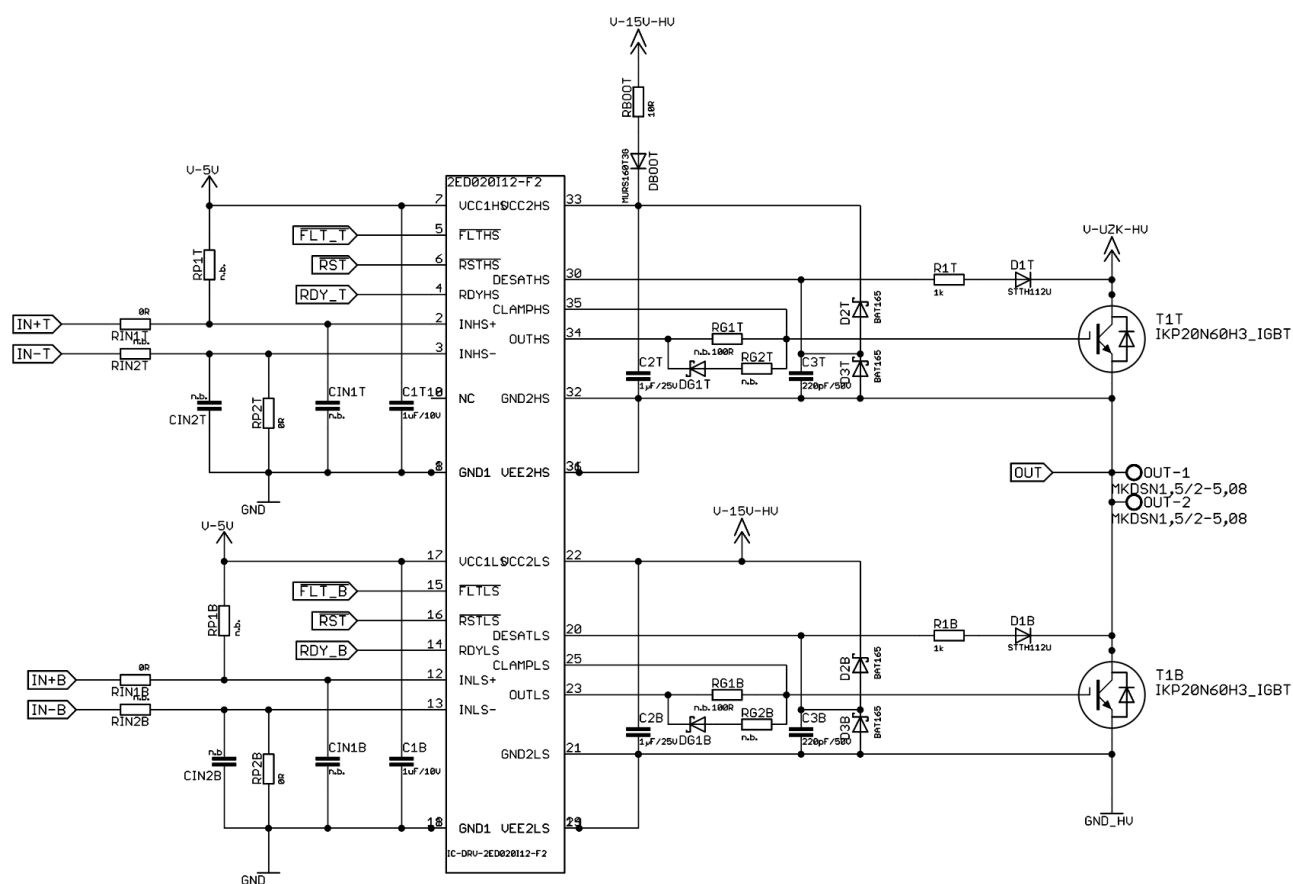 V-15V-HV
RBOOT
10R
MURS160T3G
DBOOT
V-5V
2ED020I12-F2
7
VCC1HS
VCC2HS
33
FLT_T
5
FLTHS
RST
6
RSTHS
RDY_T
4
RDYHS
DESATHS
30
CLAMPHS
35
IN+T
0R
RIN1T
2
INHS+
OUTHS
34
IN-T
n.b.
RIN2T
3
INHS-
RP1T
n.b.
n.b.
CIN2T
RP2T
0R
CIN1T
n.b.
C1T
1uF/10V
NC
GND2HS
32
GND1
VEE2HS
GND
C2T
1µF/25V
RG1T
n.b.
100R
DG1T
RG2T
n.b.
C3T
220pF/50V
D2T
BAT165
D3T
BAT165
R1T
1k
D1T
STTH112U
V-UZK-HV
T1T
IKP20N60H3_IGBT
OUT
OUT-1
MKDSN1,5/2-5,08
OUT-2
MKDSN1,5/2-5,08
V-5V
V-15V-HV
17
VCC1LS
VCC2LS
22
FLT_B
15
FLTLS
RST
16
RSTLS
RDY_B
14
RDYLS
DESATLS
20
CLAMPLS
25
IN+B
0R
RIN1B
12
INLS+
OUTLS
23
IN-B
n.b.
RIN2B
13
INLS-
RP1B
n.b.
n.b
CIN2B
RP2B
0R
CIN1B
n.b.
C1B
1uF/10V
GND2LS
21
18
GND1
VEE2LS
GND
IC-DRV-2ED020I12-F2
C2B
1µF/25V
RG1B
n.b.
100R
DG1B
RG2B
n.b.
C3B
220pF/50V
D2B
BAT165
D3B
BAT165
R1B
1k
D1B
STTH112U
T1B
IKP20N60H3_IGBT
GND_HV